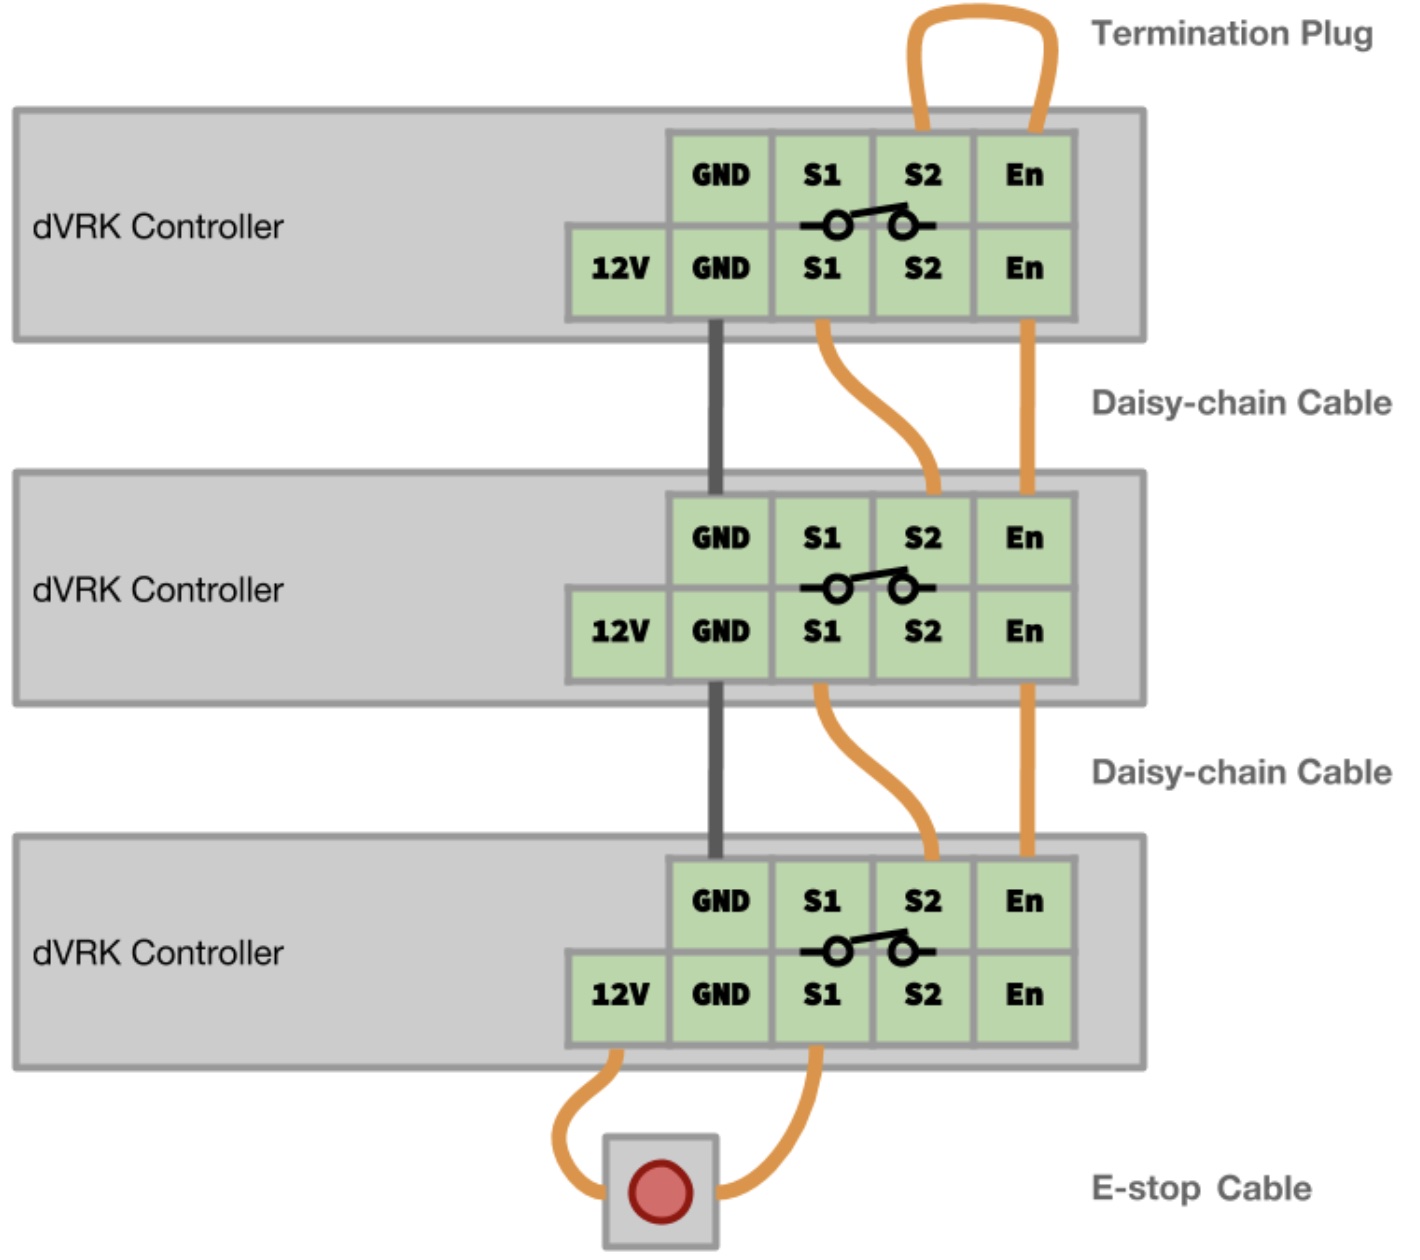 Termination Plug
GND S1 S2 En
dVRK Controller
12V GND S1 S2 En
Daisy-chain Cable
GND S1 S2 En
dVRK Controller
12V GND S1 S2 En
Daisy-chain Cable
GND S1 S2 En
dVRK Controller
12V GND S1 S2 En
E-stop Cable